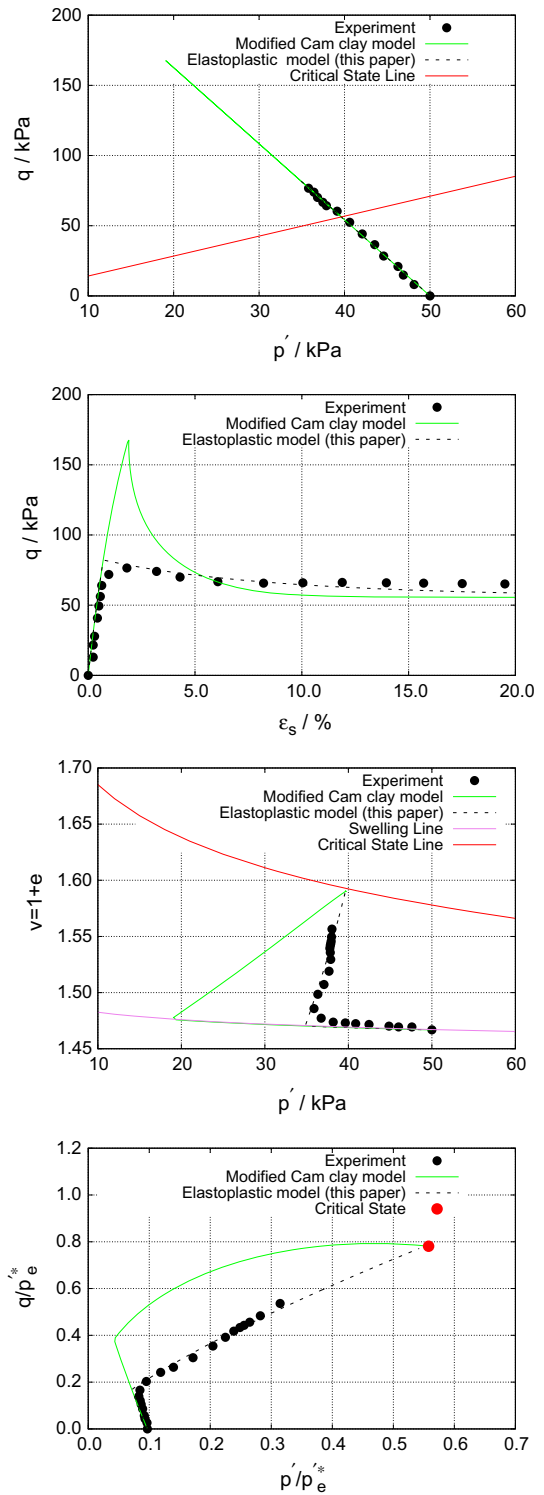 200
150
100
50
0
10
20
30
40
50
60
q / kPa
p′ / kPa
Experiment
Modified Cam clay model
Elastoplastic model (this paper)
Critical State Line
200
150
100
50
0
0.0
5.0
10.0
15.0
20.0
q / kPa
εs / %
Experiment
Modified Cam clay model
Elastoplastic model (this paper)
1.70
1.65
1.60
1.55
1.50
1.45
10
20
30
40
50
60
v=1+e
p′ / kPa
Experiment
Modified Cam clay model
Elastoplastic model (this paper)
Swelling Line
Critical State Line
1.2
1.0
0.8
0.6
0.4
0.2
0.0
0.0
0.1
0.2
0.3
0.4
0.5
0.6
0.7
q/p′e*
p′/p′e*
Experiment
Modified Cam clay model
Elastoplastic model (this paper)
Critical State